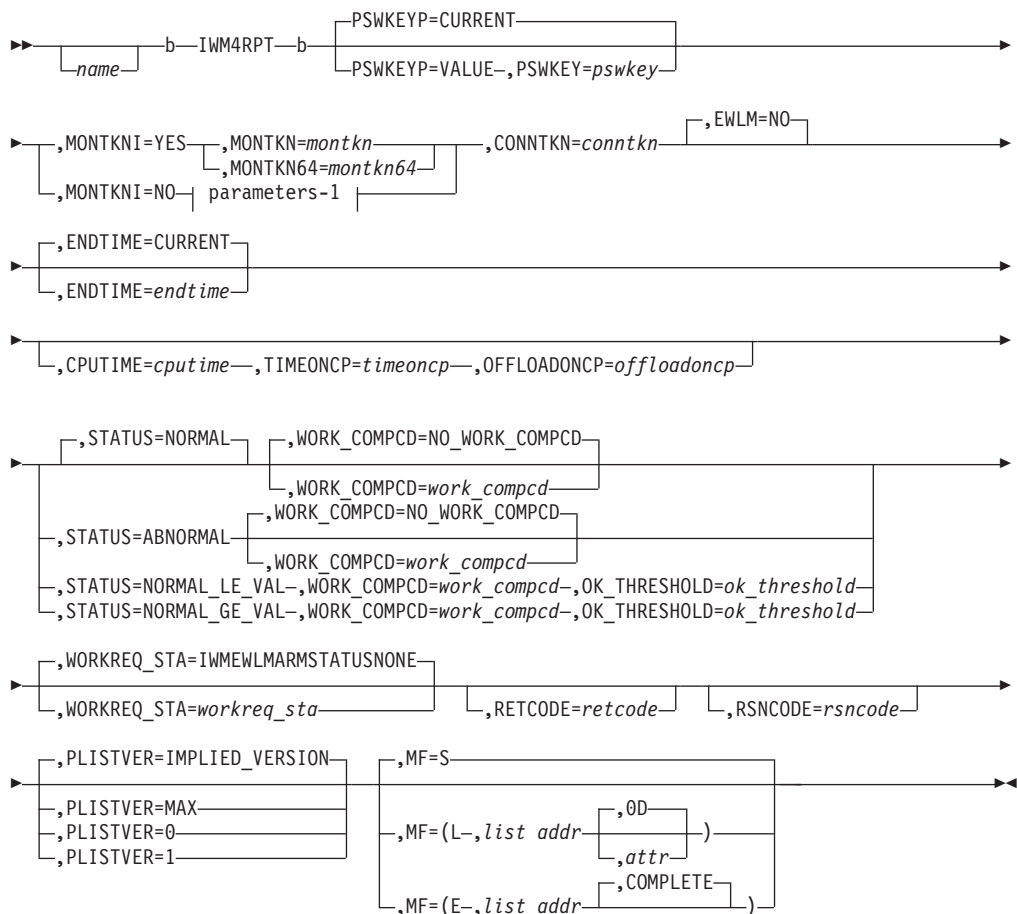 PSWKEYP=CURRENT
name b IWM4RPT b PSWKEYP=VALUE ,PSWKEY=pswkey
,EWLM=NO
,MONTKNI=YES ,MONTKN=montkn ,CONNTKN=conntkn
,MONTKN64=montkn64
,MONTKNI=NO parameters-1
,ENDTIME=CURRENT
,ENDTIME=endtime
,CPUTIME=cputime ,TIMEONCP=timeoncp ,OFFLOADONCP=offloadoncp
,STATUS=NORMAL ,WORK_COMPCD=NO_WORK_COMPCD
,WORK_COMPCD=work_compcd
,WORK_COMPCD=NO_WORK_COMPCD
,STATUS=ABNORMAL
,WORK_COMPCD=work_compcd
,STATUS=NORMAL_LE_VAL ,WORK_COMPCD=work_compcd ,OK_THRESHOLD=ok_threshold
,STATUS=NORMAL_GE_VAL ,WORK_COMPCD=work_compcd ,OK_THRESHOLD=ok_threshold
,WORKREQ_STA=IWMEWLMARMSTATUSNONE
,WORKREQ_STA=workreq_sta ,RETCODE=retcode ,RSNCODE=rsncode
,PLISTVER=IMPLIED_VERSION ,MF=S
,PLISTVER=MAX
,PLISTVER=0
,PLISTVER=1
,0D
,MF=(L ,list addr )
,attr
,COMPLETE
,MF=(E ,list addr )